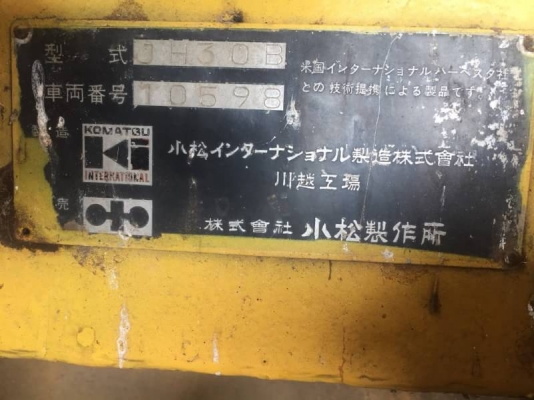 型式 JH30B
車両番号 10598
米国インターナショナルハーベスタ社
との技術提携による製品です。
製造
KOMATSU
INTERNATIONAL
小松インターナショナル製造株式會社
川越工場
発
株式會社 小松製作所